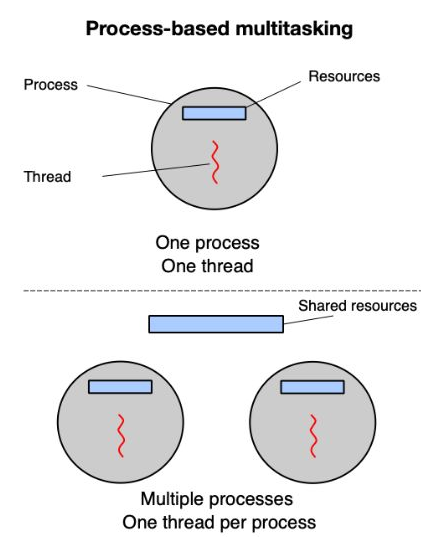 Process-based multitasking
Process
Resources
Thread
One process
One thread
Shared resources
Multiple processes
One thread per process